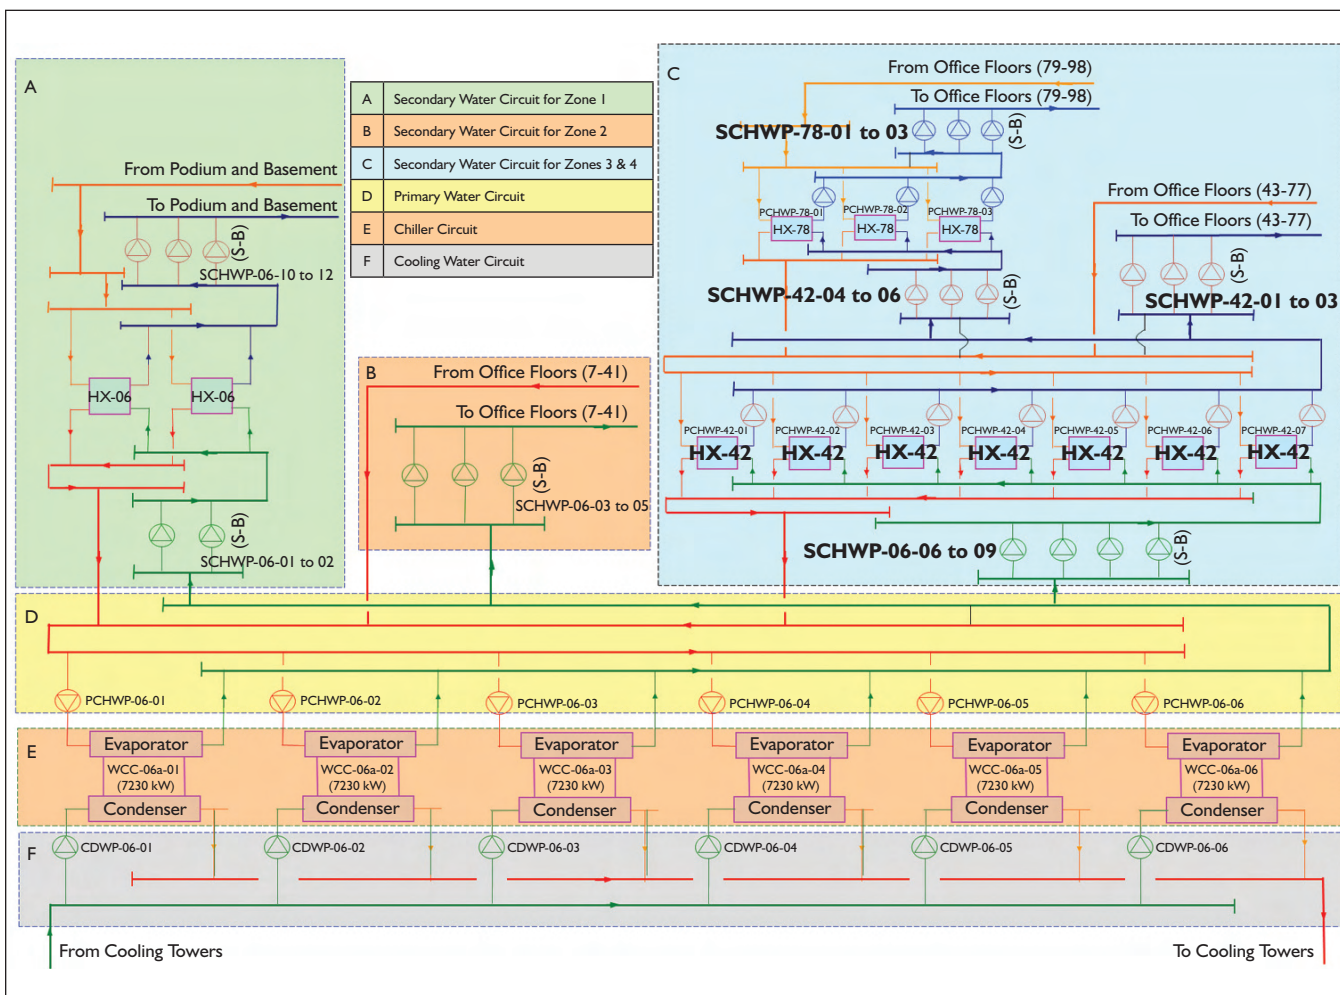 A
From Podium and Basement
To Podium and Basement
(S-B)
SCHWP-06-10 to 12
HX-06
HX-06
(S-B)
SCHWP-06-01 to 02
A Secondary Water Circuit for Zone 1
B Secondary Water Circuit for Zone 2
C Secondary Water Circuit for Zones 3 & 4
D Primary Water Circuit
E Chiller Circuit
F Cooling Water Circuit
B
From Office Floors (7-41)
To Office Floors (7-41)
(S-B)
SCHWP-06-03 to 05
C
From Office Floors (79-98)
To Office Floors (79-98)
SCHWP-78-01 to 03
(S-B)
From Office Floors (43-77)
To Office Floors (43-77)
PCHWP-78-01
PCHWP-78-02
PCHWP-78-03
HX-78
HX-78
HX-78
(S-B)
SCHWP-42-04 to 06
(S-B)
SCHWP-42-01 to 03
PCHWP-42-01
PCHWP-42-02
PCHWP-42-03
PCHWP-42-04
PCHWP-42-05
PCHWP-42-06
PCHWP-42-07
HX-42
HX-42
HX-42
HX-42
HX-42
HX-42
HX-42
SCHWP-06-06 to 09
(S-B)
D
PCHWP-06-01
PCHWP-06-02
PCHWP-06-03
PCHWP-06-04
PCHWP-06-05
PCHWP-06-06
E
Evaporator
Evaporator
Evaporator
Evaporator
Evaporator
Evaporator
WCC-06a-01
(7230 kW)
WCC-06a-02
(7230 kW)
WCC-06a-03
(7230 kW)
WCC-06a-04
(7230 kW)
WCC-06a-05
(7230 kW)
WCC-06a-06
(7230 kW)
Condenser
Condenser
Condenser
Condenser
Condenser
Condenser
F
CDWP-06-01
CDWP-06-02
CDWP-06-03
CDWP-06-04
CDWP-06-05
CDWP-06-06
From Cooling Towers
To Cooling Towers